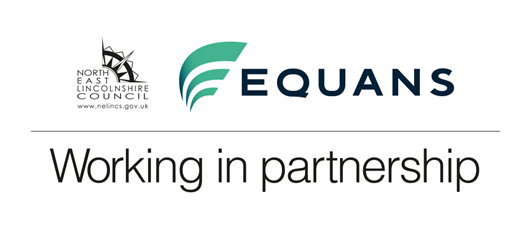 NORTH
EAST
LINCOLNSHIRE
COUNCIL
www.nelincs.gov.uk
EQUANS
Working in partnership